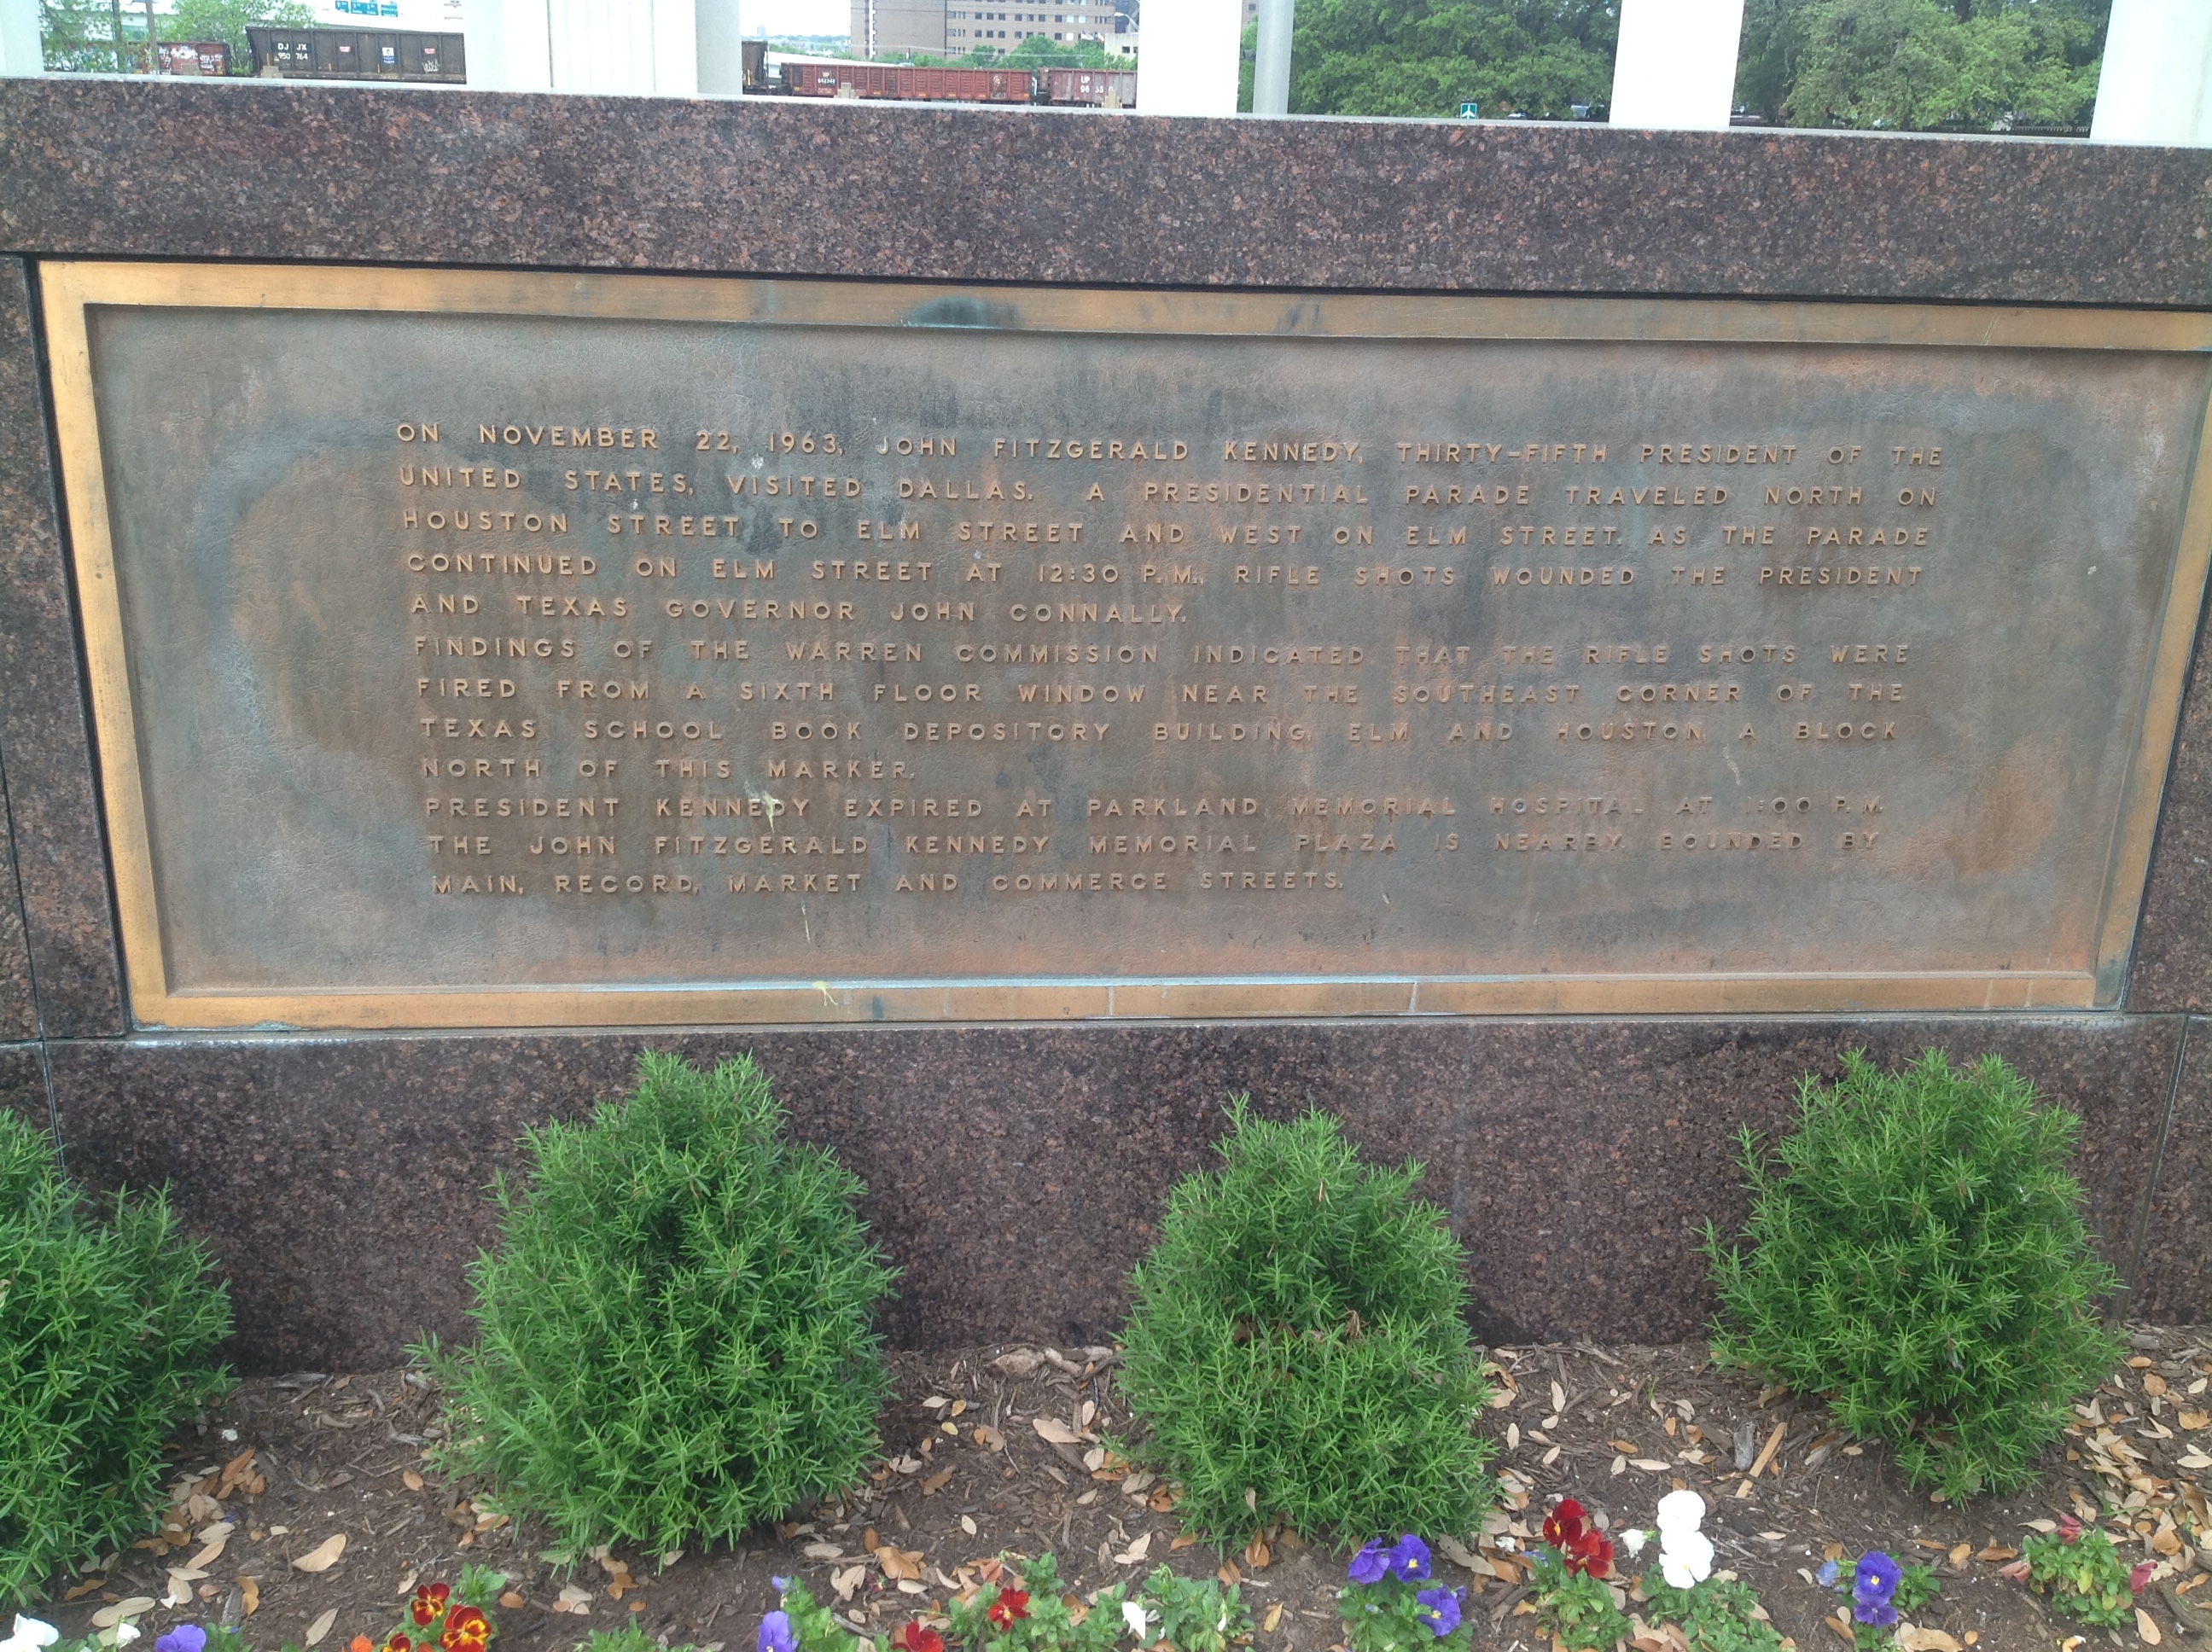 DJJX
950764
UP
ON NOVEMBER 22, 1963, JOHN FITZGERALD KENNEDY, THIRTY-FIFTH PRESIDENT OF THE
UNITED STATES, VISITED DALLAS. A PRESIDENTIAL PARADE TRAVELED NORTH ON
HOUSTON STREET TO ELM STREET AND WEST ON ELM STREET. AS THE PARADE
CONTINUED ON ELM STREET AT 12:30 P.M., RIFLE SHOTS WOUNDED THE PRESIDENT
AND TEXAS GOVERNOR JOHN CONNALLY.
FINDINGS OF THE WARREN COMMISSION INDICATED THAT THE RIFLE SHOTS WERE
FIRED FROM A SIXTH FLOOR WINDOW NEAR THE SOUTHEAST CORNER OF THE
TEXAS SCHOOL BOOK DEPOSITORY BUILDING, ELM AND HOUSTON, A BLOCK
NORTH OF THIS MARKER.
PRESIDENT KENNEDY EXPIRED AT PARKLAND MEMORIAL HOSPITAL AT 1:00 P.M.
THE JOHN FITZGERALD KENNEDY MEMORIAL PLAZA IS NEARBY, BOUNDED BY
MAIN, RECORD, MARKET AND COMMERCE STREETS.